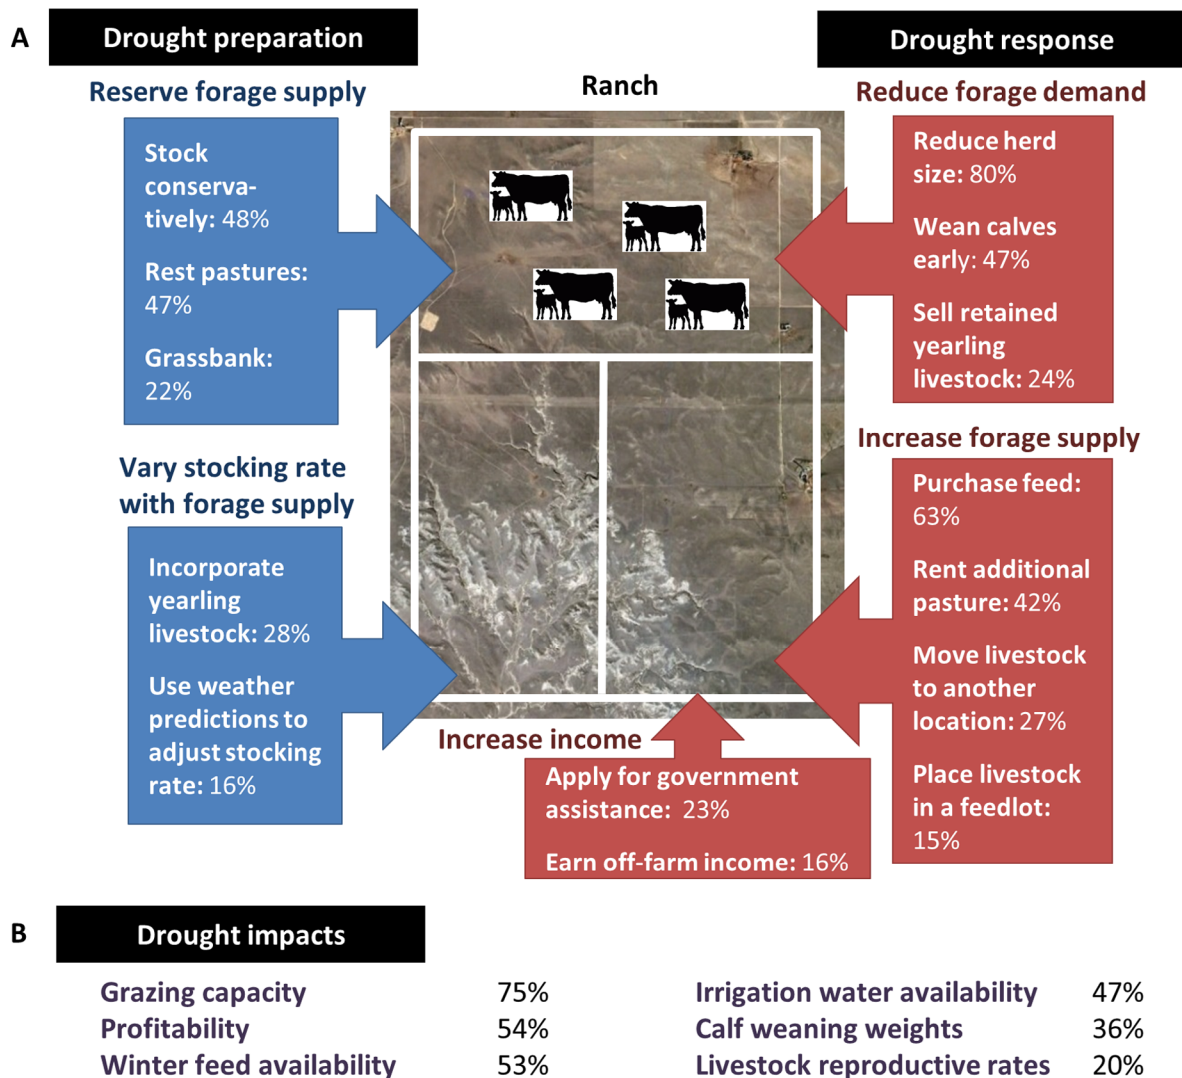 A
Drought preparation
Reserve forage supply
Stock
conserva-
tively: 48%
Rest pastures:
47%
Grassbank:
22%
Vary stocking rate
with forage supply
Incorporate
yearling
livestock: 28%
Use weather
predictions to
adjust stocking
rate: 16%
Ranch
Drought response
Reduce forage demand
Reduce herd
size: 80%
Wean calves
early: 47%
Sell retained
yearling
livestock: 24%
Increase forage supply
Purchase feed:
63%
Rent additional
pasture: 42%
Move livestock
to another
location: 27%
Place livestock
in a feedlot:
15%
Increase income
Apply for government
assistance:  23%
Earn off-farm income: 16%
B
Drought impacts
Grazing capacity 75%
Profitability 54%
Winter feed availability 53%
Irrigation water availability 47%
Calf weaning weights 36%
Livestock reproductive rates 20%